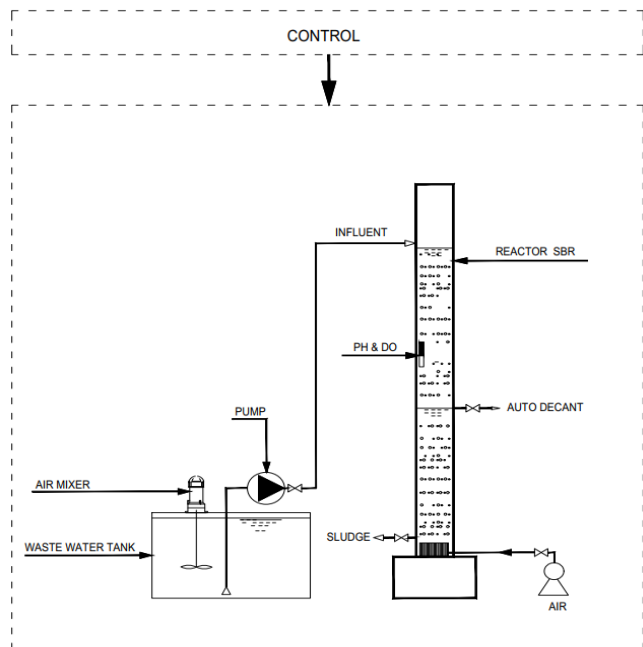 CONTROL
INFLUENT
REACTOR SBR
PH & DO
PUMP
AUTO DECANT
AIR MIXER
SLUDGE
WASTE WATER TANK
AIR